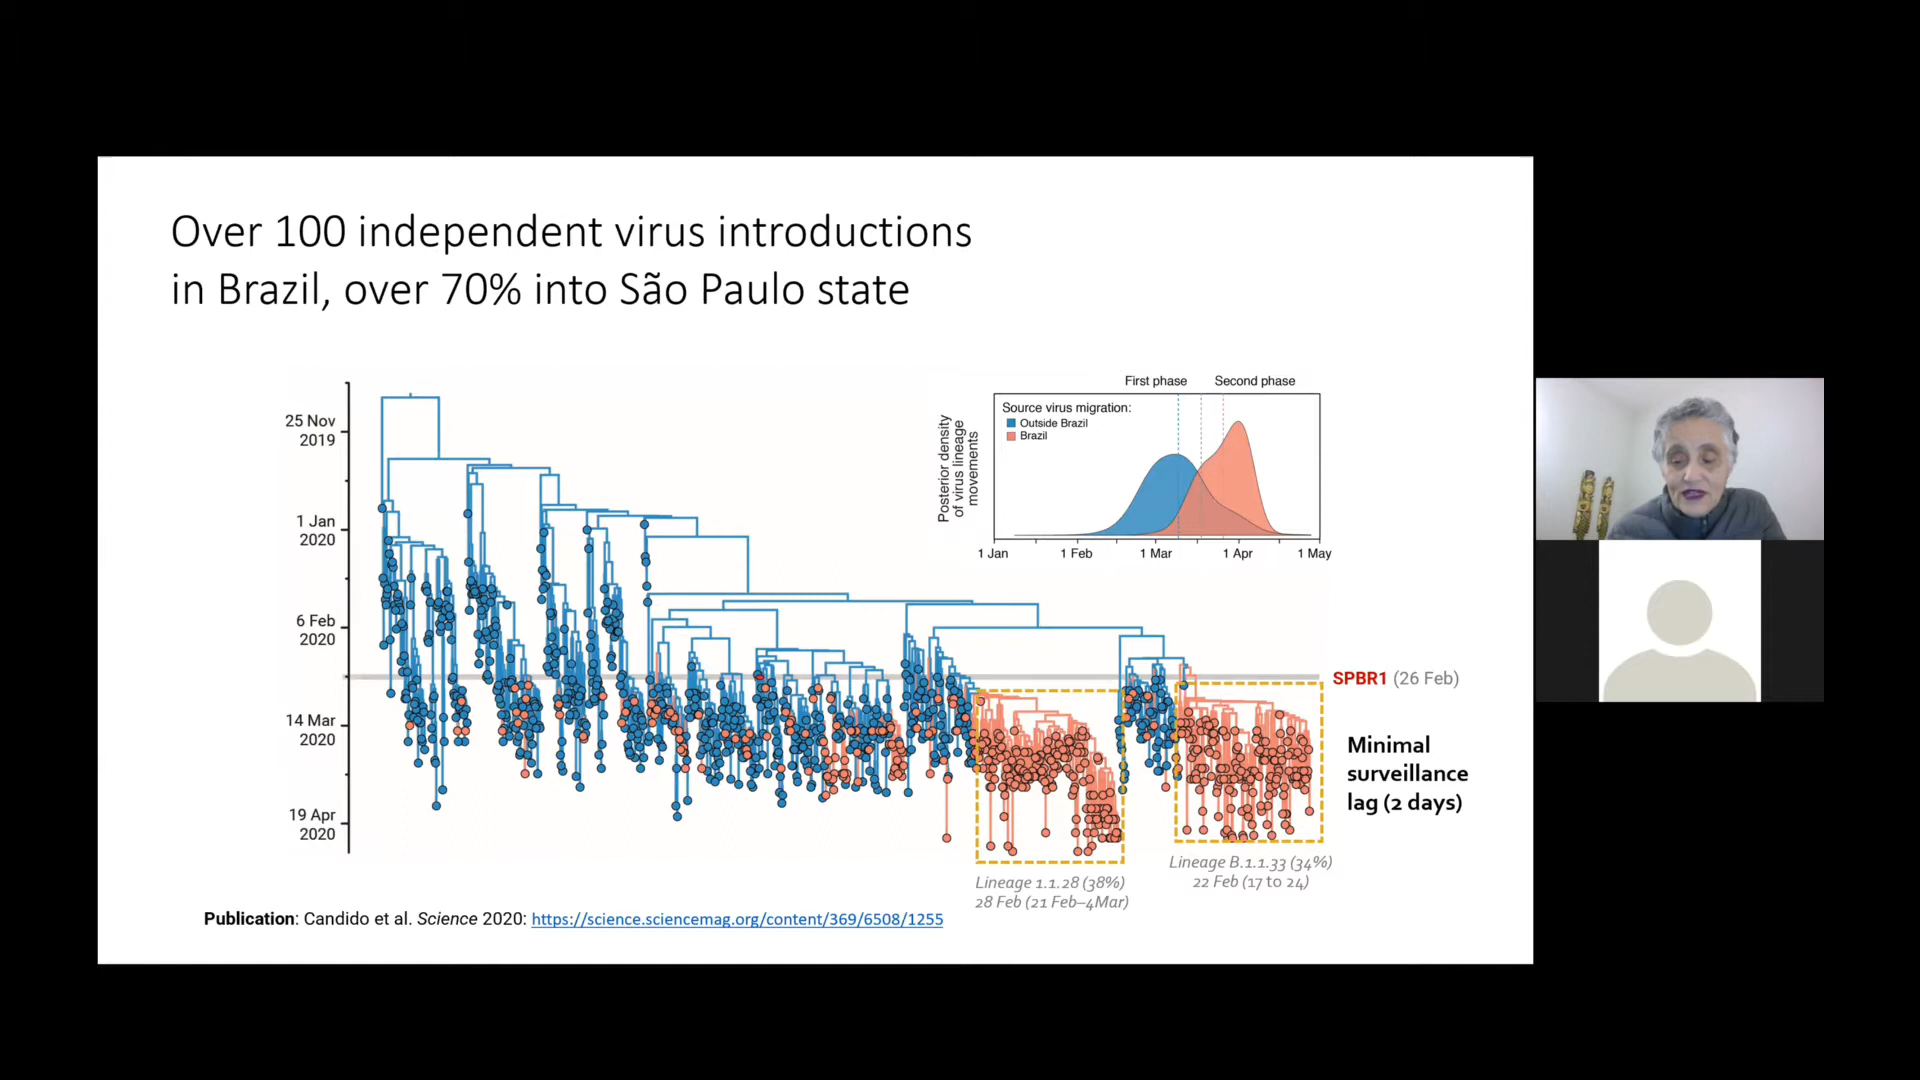 Over 100 independent virus introductions
in Brazil, over 70% into São Paulo state
25 Nov
2019
1 Jan
2020
6 Feb
2020
14 Mar
2020
19 Apr
2020
First phase
Second phase
Source virus migration:
Outside Brazil
Brazil
Posterior density
of virus lineage
movements
1 Jan
1 Feb
1 Mar
1 Apr
1 May
SPBR1 (26 Feb)
Minimal
surveillance
lag (2 days)
Lineage 1.1.28 (38%)
28 Feb (21 Feb–4Mar)
Lineage B.1.1.33 (34%)
22 Feb (17 to 24)
Publication: Candido et al. Science 2020: https://science.sciencemag.org/content/369/6508/1255